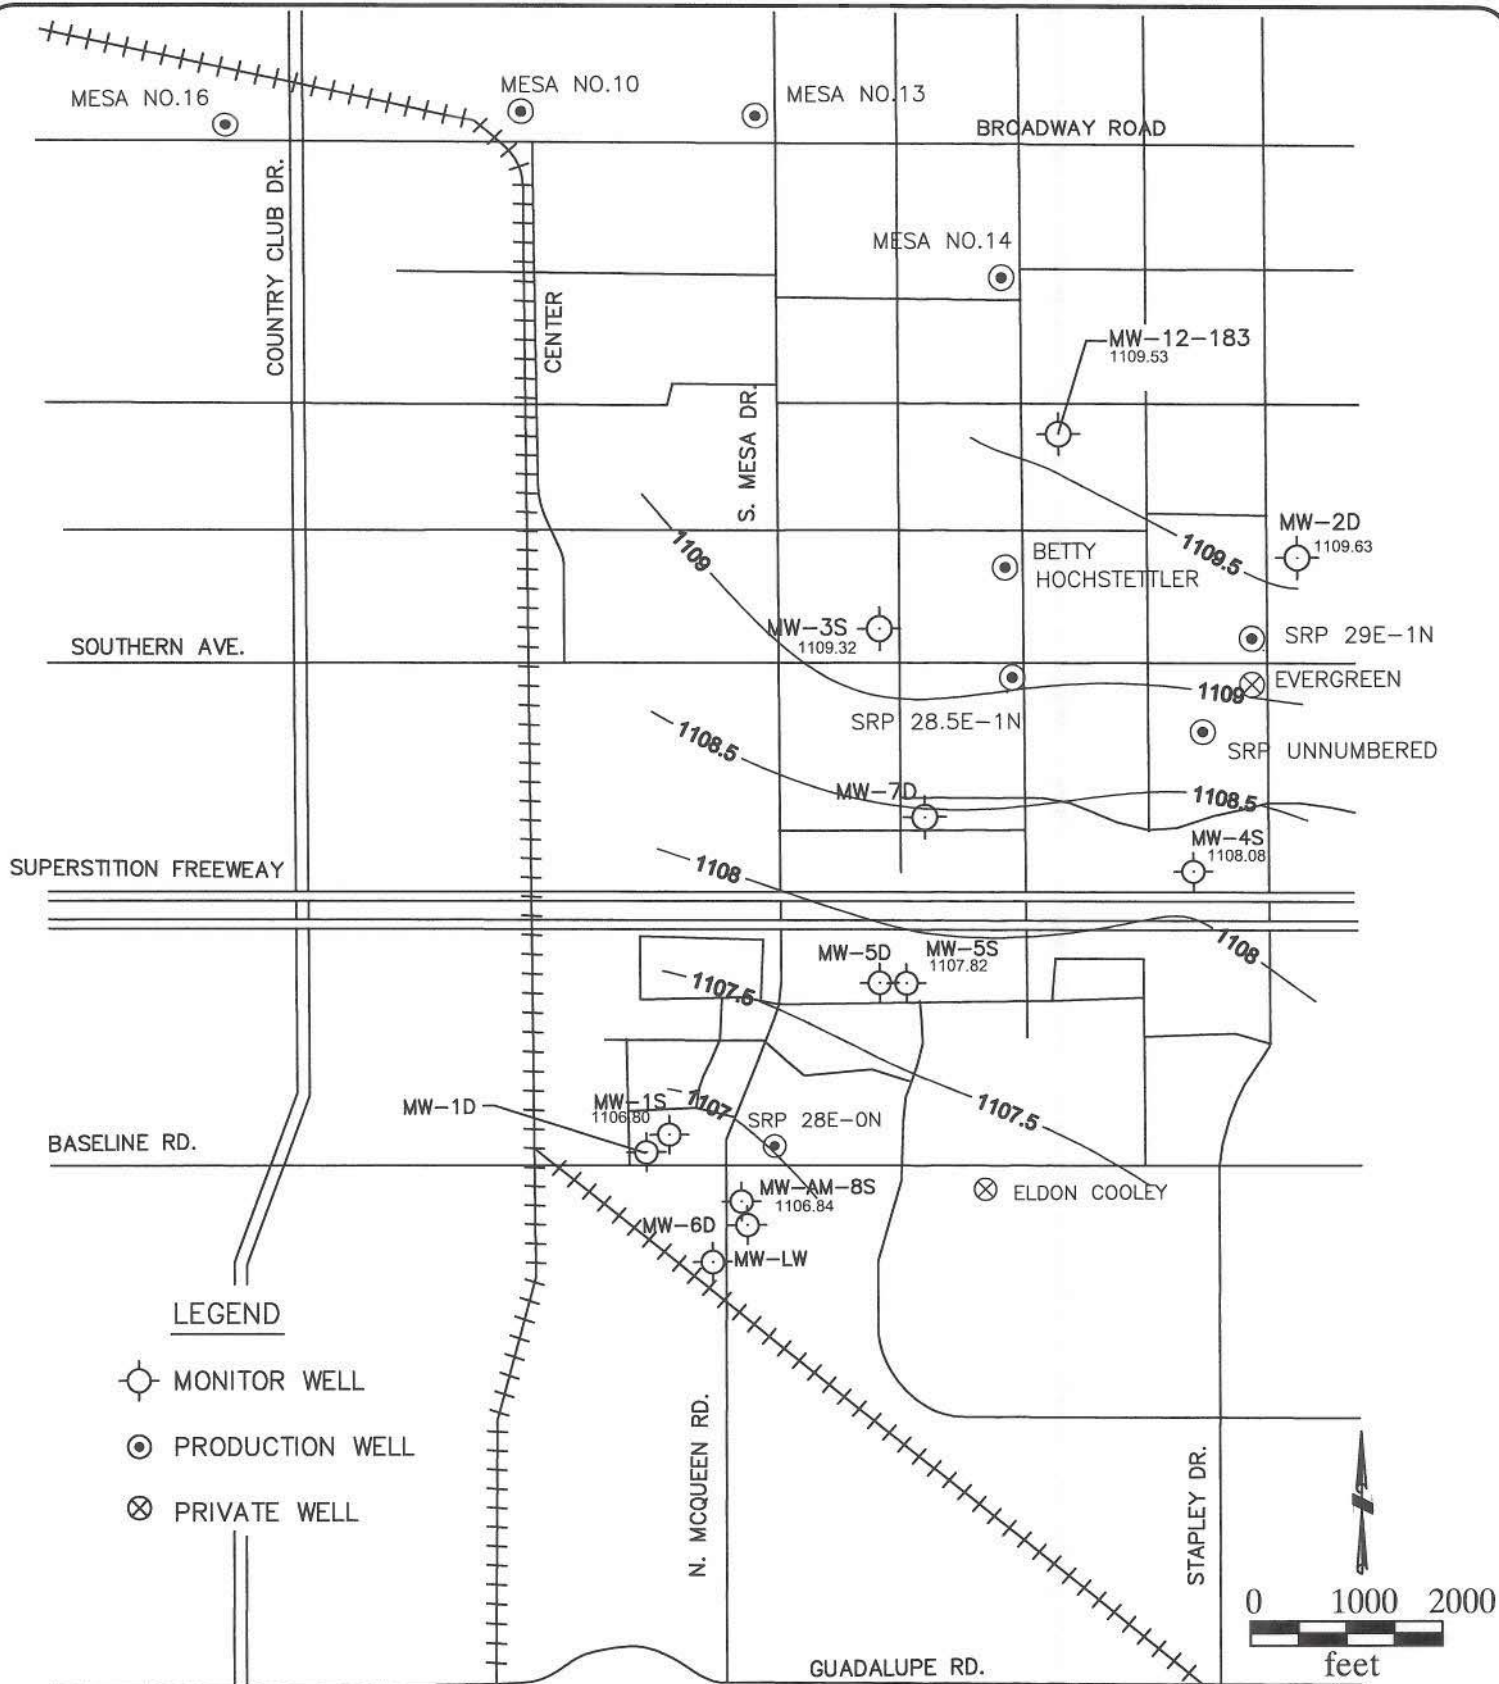 MESA NO.16
MESA NO.10
MESA NO.13
BROADWAY ROAD
COUNTRY CLUB DR.
MESA NO.14
CENTER
MW-12-183
1109.53
S. MESA DR.
1109
MW-2D
1109.63
1109.5
BETTY
HOCHSTETTLER
MW-3S
1109.32
SRP 29E-1N
SOUTHERN AVE.
EVERGREEN
1109
SRP 28.5E-1N
1108.5
SRP UNNUMBERED
MW-7D
1108.5
MW-4S
1108.08
SUPERSTITION FREEWEAY
1108
1108
MW-5D
MW-5S
1107.82
1107.5
MW-1D
MW-1S
1106.80
1107
SRP 28E-0N
1107.5
BASELINE RD.
MW-AM-8S
1106.84
ELDON COOLEY
MW-6D
MW-LW
LEGEND
MONITOR WELL
PRODUCTION WELL
PRIVATE WELL
N. MCQUEEN RD.
STAPLEY DR.
0 1000 2000
feet
GUADALUPE RD.